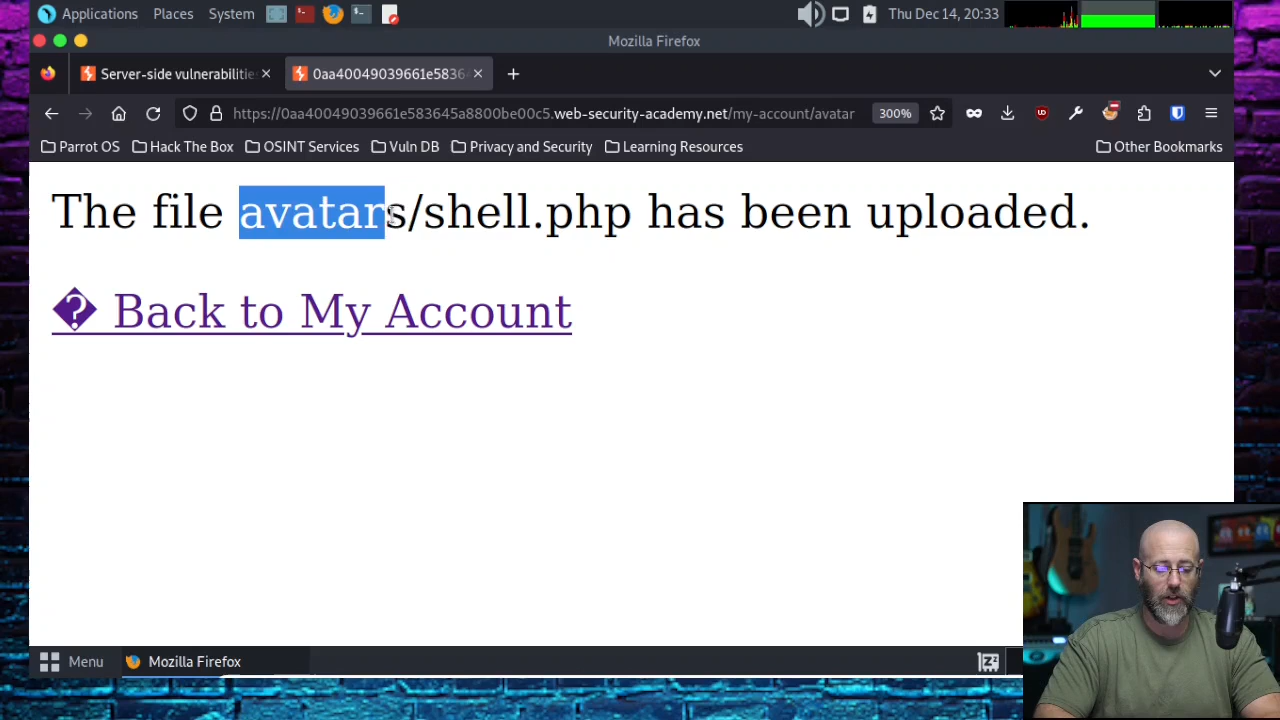 Applications Places System Thu Dec 14, 20:33
Mozilla Firefox
Server-side vulnerabilitie 0aa40049039661e5836
https://0aa40049039661e583645a8800be00c5.web-security-academy.net/my-account/avatar 300%
Parrot OS Hack The Box OSINT Services Vuln DB Privacy and Security Learning Resources Other Bookmarks
The file avatars/shell.php has been uploaded.
� Back to My Account
Menu Mozilla Firefox